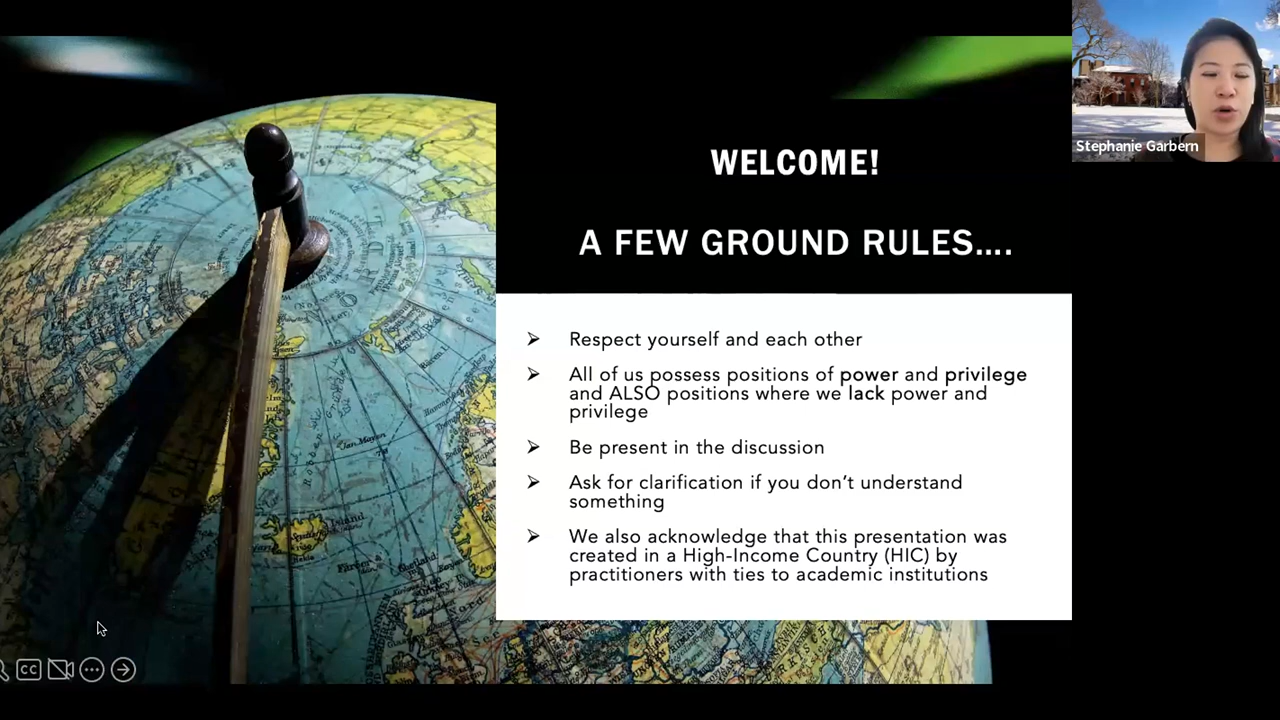 WELCOME!
A FEW GROUND RULES....
Respect yourself and each other
All of us possess positions of power and privilege
and ALSO positions where we lack power and
privilege
Be present in the discussion
Ask for clarification if you don’t understand
something
We also acknowledge that this presentation was
created in a High-Income Country (HIC) by
practitioners with ties to academic institutions
Stephanie Garbern
Jan Mayen
CC